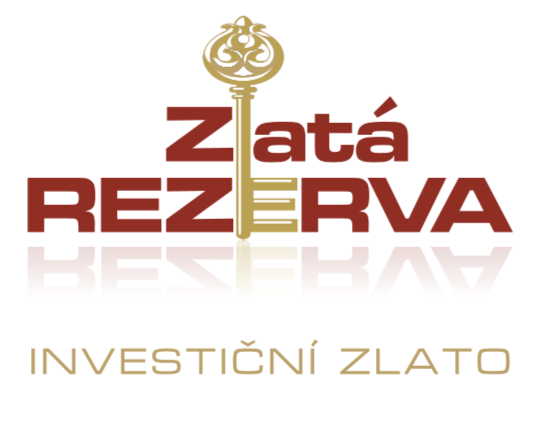 Zlatá
REZERVA
INVESTIČNÍ ZLATO